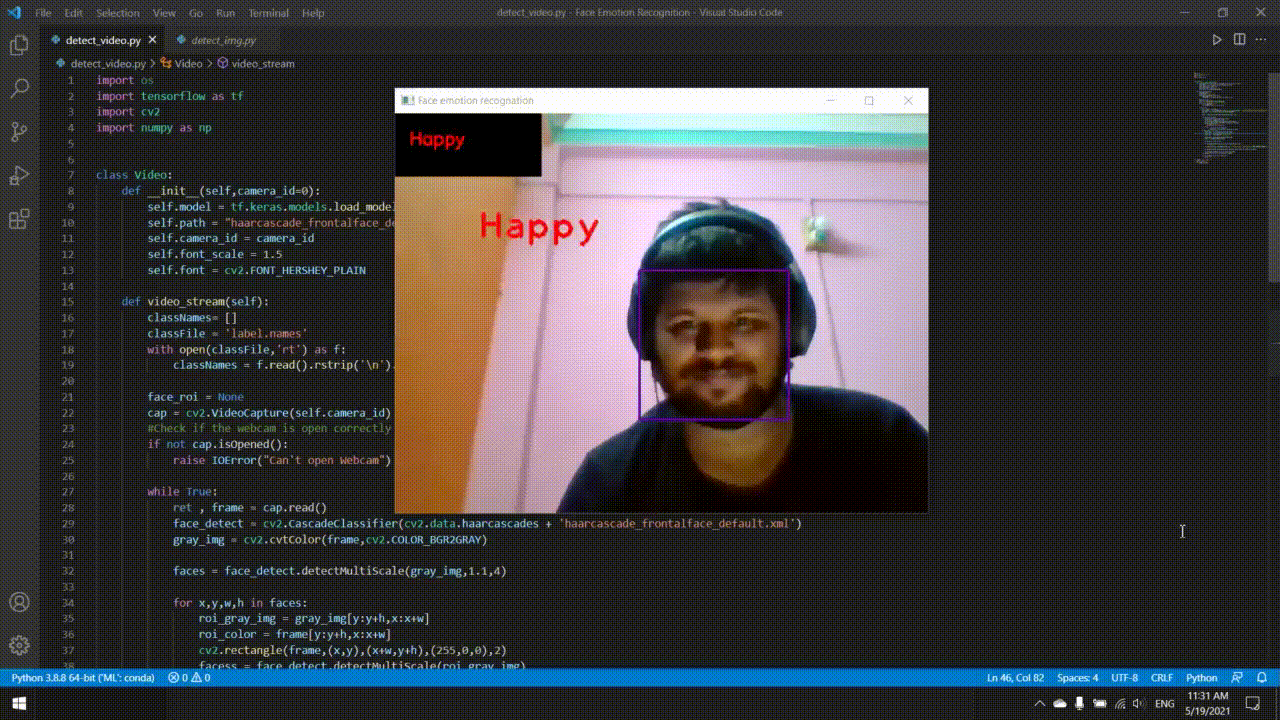 File Edit Selection View Go Run Terminal Help
detect_video.py - Face Emotion Recognition - Visual Studio Code
detect_video.py
detect_img.py
detect_video.py > Video > video_stream
1 import os
2 import tensorflow as tf
3 import cv2
4 import numpy as np
5
6
7 class Video:
8 def __init__(self,camera_id=0):
9 self.model = tf.keras.models.load_model
10 self.path = "haarcascade_frontalface_de
11 self.camera_id = camera_id
12 self.font_scale = 1.5
13 self.font = cv2.FONT_HERSHEY_PLAIN
14
15 def video_stream(self):
16 classNames= []
17 classFile = 'label.names'
18 with open(classFile,'rt') as f:
19 classNames = f.read().rstrip('\n').
20
21 face_roi = None
22 cap = cv2.VideoCapture(self.camera_id)
23 #Check if the webcam is open correctly
24 if not cap.isOpened():
25 raise IOError("Can't open Webcam")
26
27 while True:
28 ret , frame = cap.read()
29 face_detect = cv2.CascadeClassifier(cv2.data.haarcascades + 'haarcascade_frontalface_default.xml')
30 gray_img = cv2.cvtColor(frame,cv2.COLOR_BGR2GRAY)
31
32 faces = face_detect.detectMultiScale(gray_img,1.1,4)
33
34 for x,y,w,h in faces:
35 roi_gray_img = gray_img[y:y+h,x:x+w]
36 roi_color = frame[y:y+h,x:x+w]
37 cv2.rectangle(frame,(x,y),(x+w,y+h),(255,0,0),2)
38 facess = face_detect.detectMultiScale(roi_gray_img)
Face emotion recognation
Happy
Happy
Python 3.8.8 64-bit ('ML': conda) 0 0
Ln 46, Col 82 Spaces: 4 UTF-8 CRLF Python
ENG
11:31 AM
5/19/2021